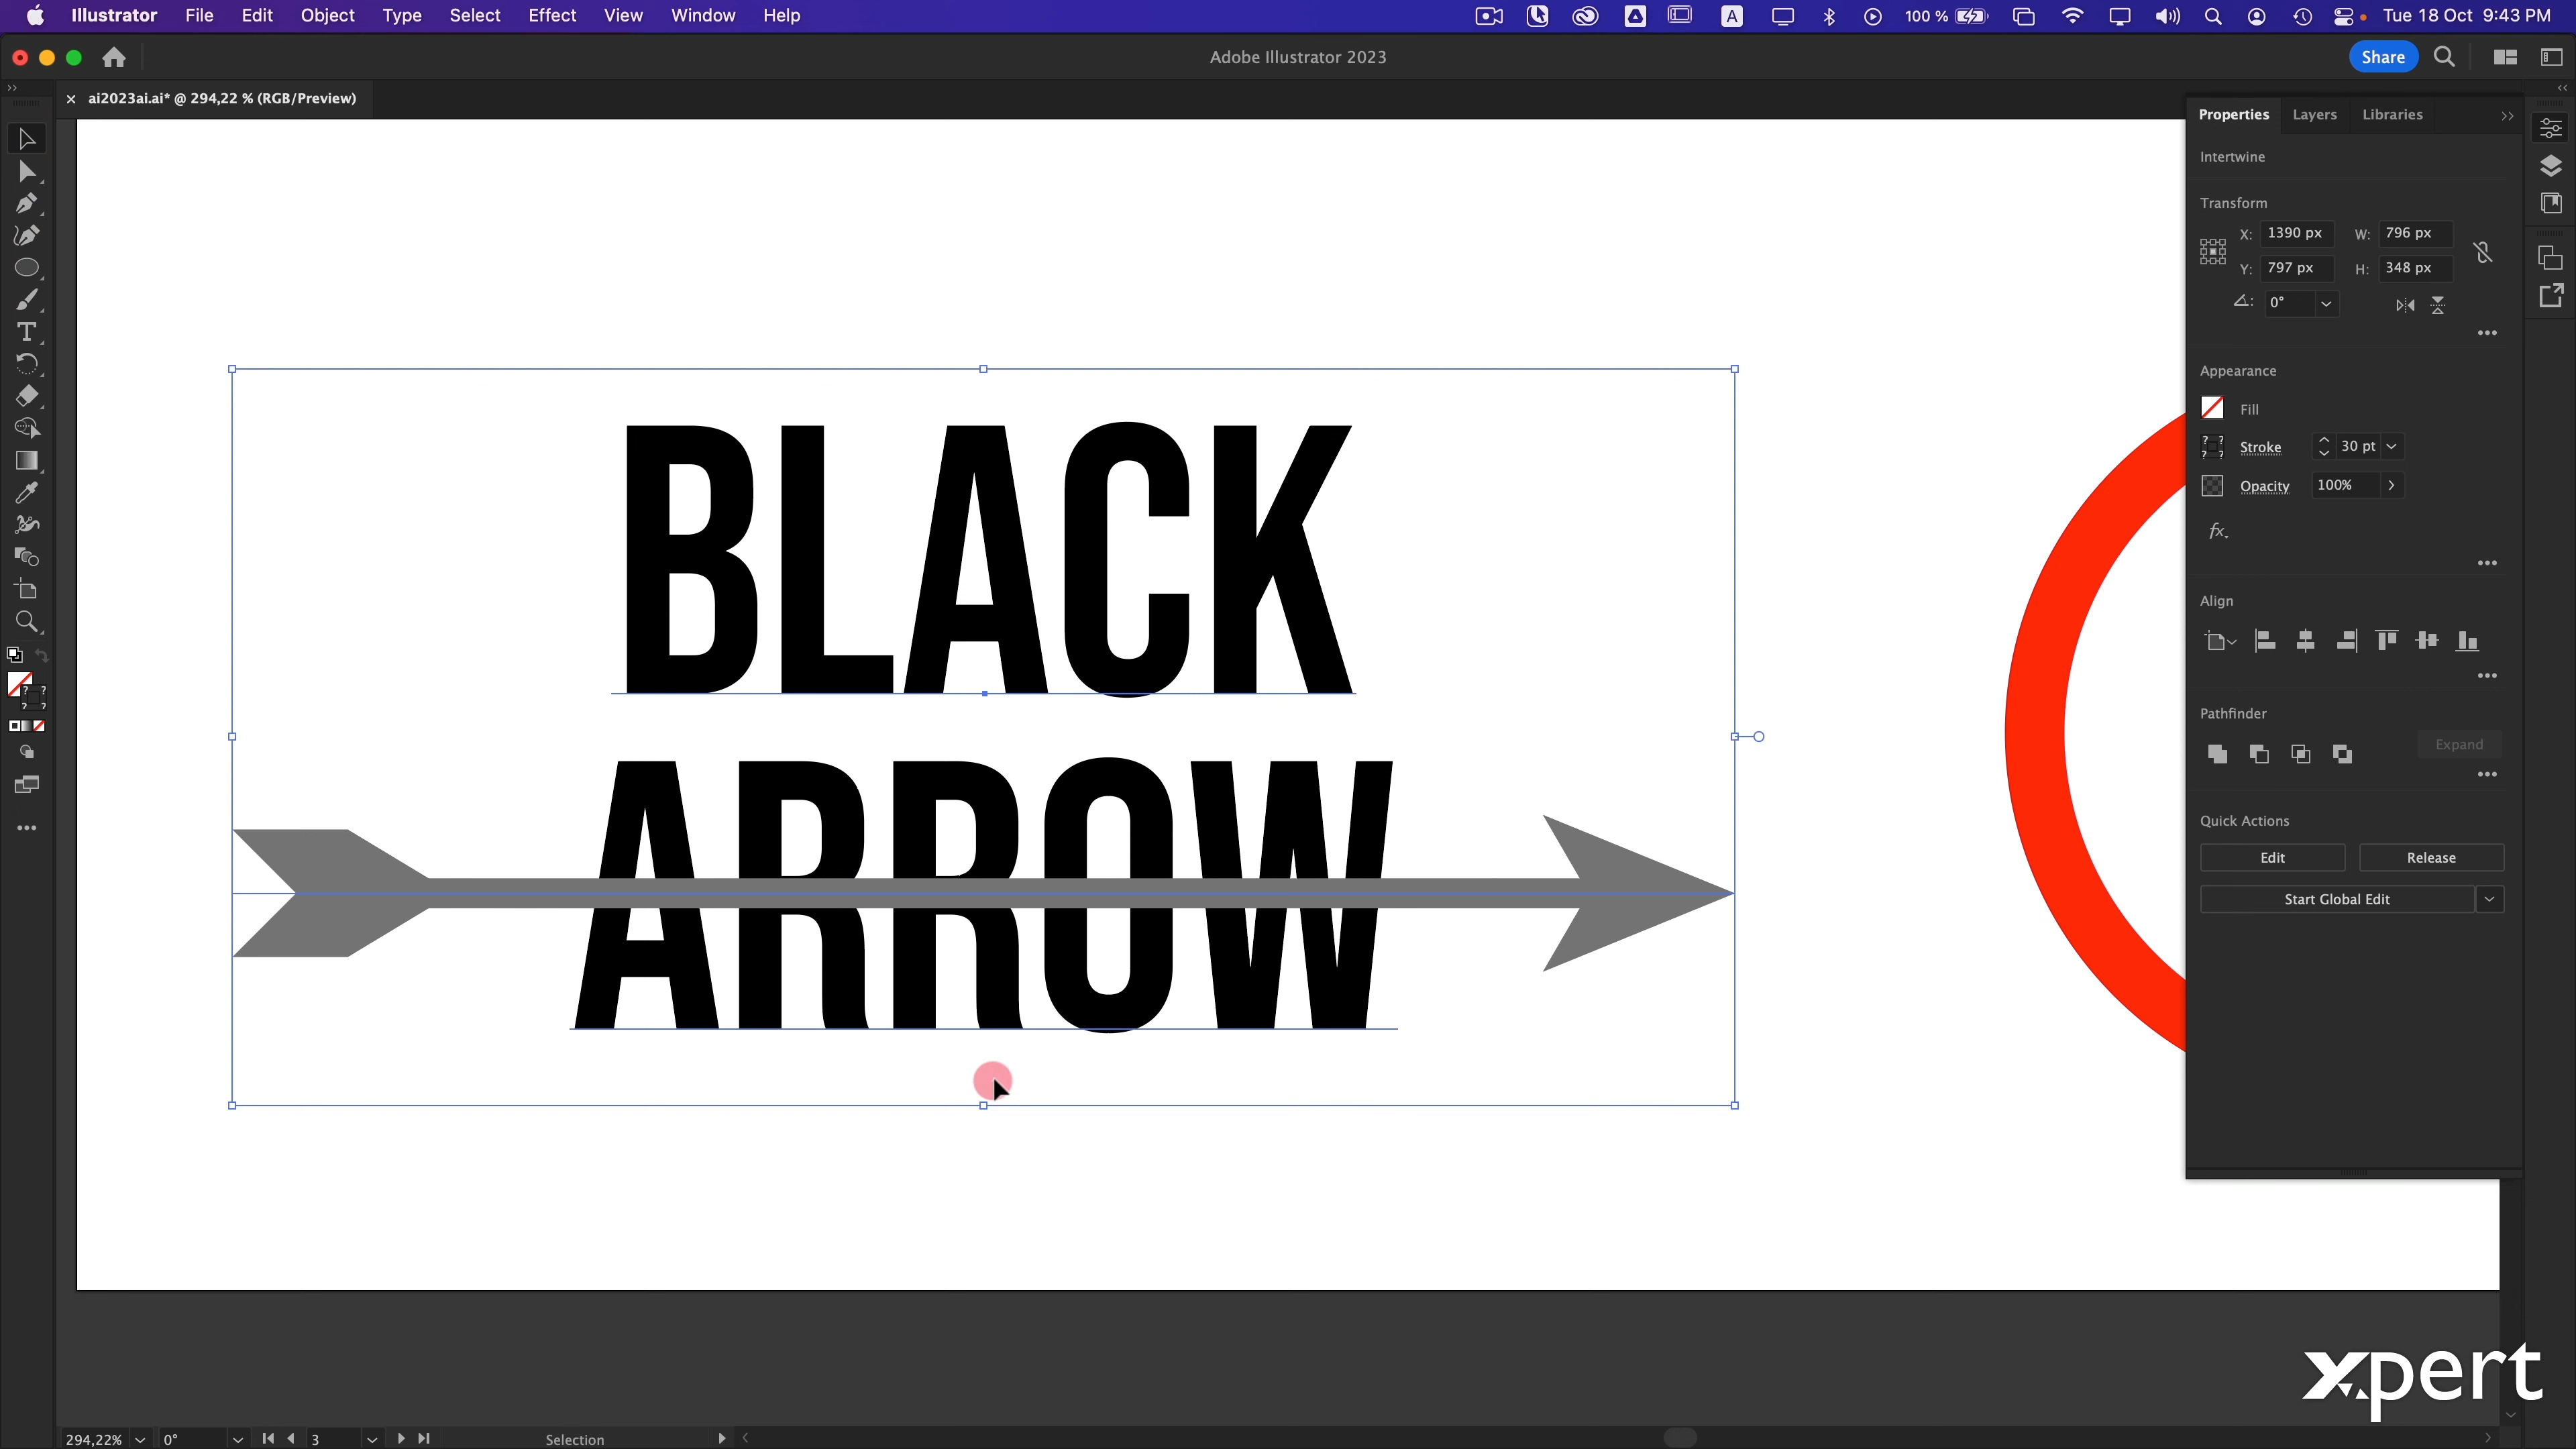 Illustrator File Edit Object Type Select Effect View Window Help
A 100 % Tue 18 Oct 9:43 PM
Adobe Illustrator 2023
Share
ai2023ai.ai* @ 294,22 % (RGB/Preview)
Properties Layers Libraries
Intertwine
Transform
X: 1390 px W: 796 px
Y: 797 px H: 348 px
0°
Appearance
Fill
Stroke 30 pt
Opacity 100%
fx
Align
Pathfinder
Expand
Quick Actions
Edit Release
Start Global Edit
BLACK
ARROW
xpert
294,22% 0° 3 Selection